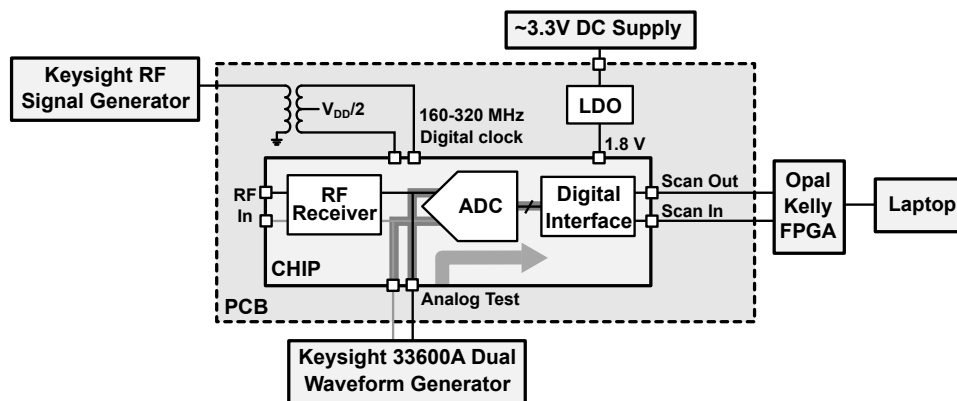 ~3.3V DC Supply
Keysight RF
Signal Generator
VDD/2
160-320 MHz
Digital clock
LDO
1.8 V
RF
In
RF
Receiver
ADC
Digital
Interface
Scan Out
Scan In
Opal
Kelly
FPGA
Laptop
CHIP
Analog Test
PCB
Keysight 33600A Dual
Waveform Generator